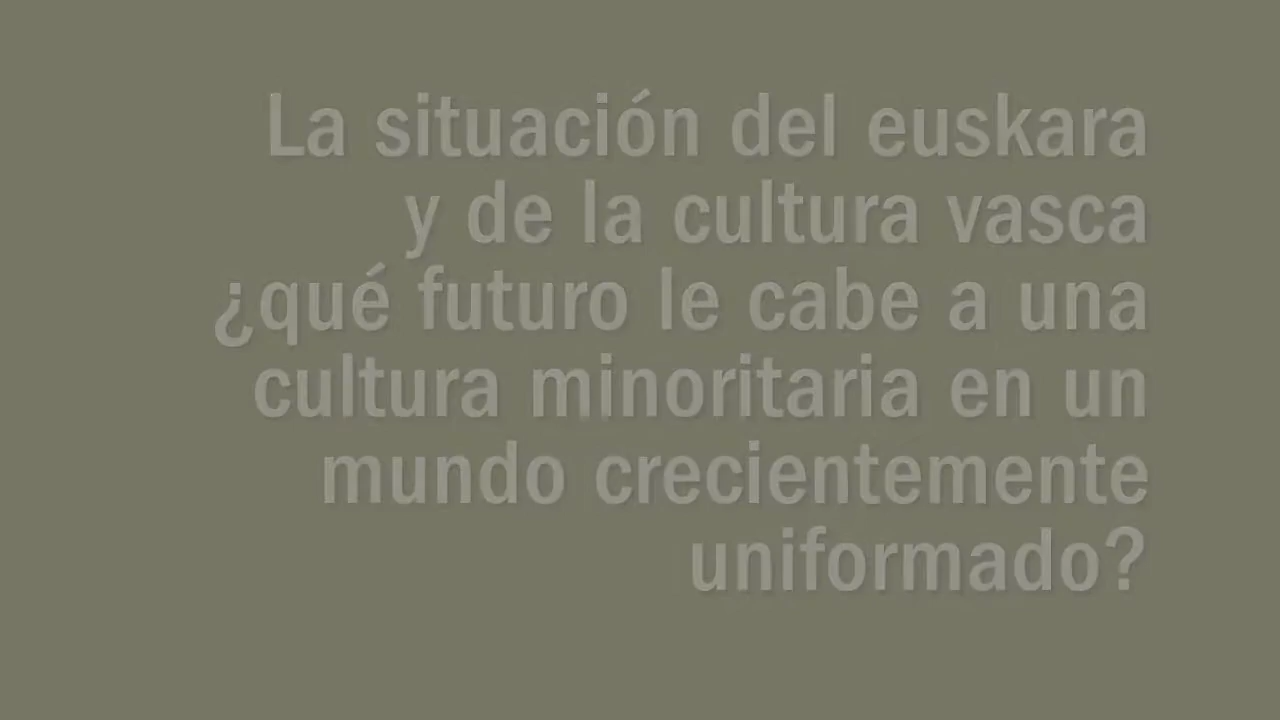 La situación del euskara
y de la cultura vasca
¿qué futuro le cabe a una
cultura minoritaria en un
mundo crecientemente
uniformado?